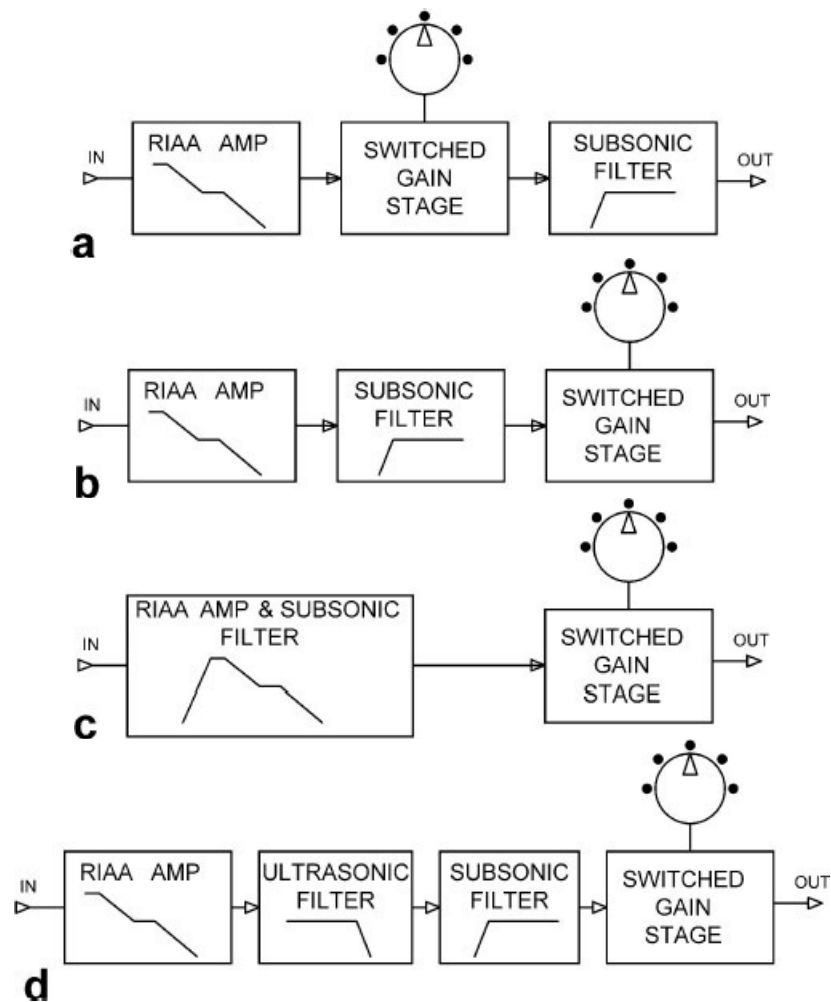 IN
RIAA AMP
SWITCHED
GAIN
STAGE
SUBSONIC
FILTER
OUT
a
IN
RIAA AMP
SUBSONIC
FILTER
SWITCHED
GAIN
STAGE
OUT
b
IN
RIAA AMP & SUBSONIC
FILTER
SWITCHED
GAIN
STAGE
OUT
c
IN
RIAA AMP
ULTRASONIC
FILTER
SUBSONIC
FILTER
SWITCHED
GAIN
STAGE
OUT
d